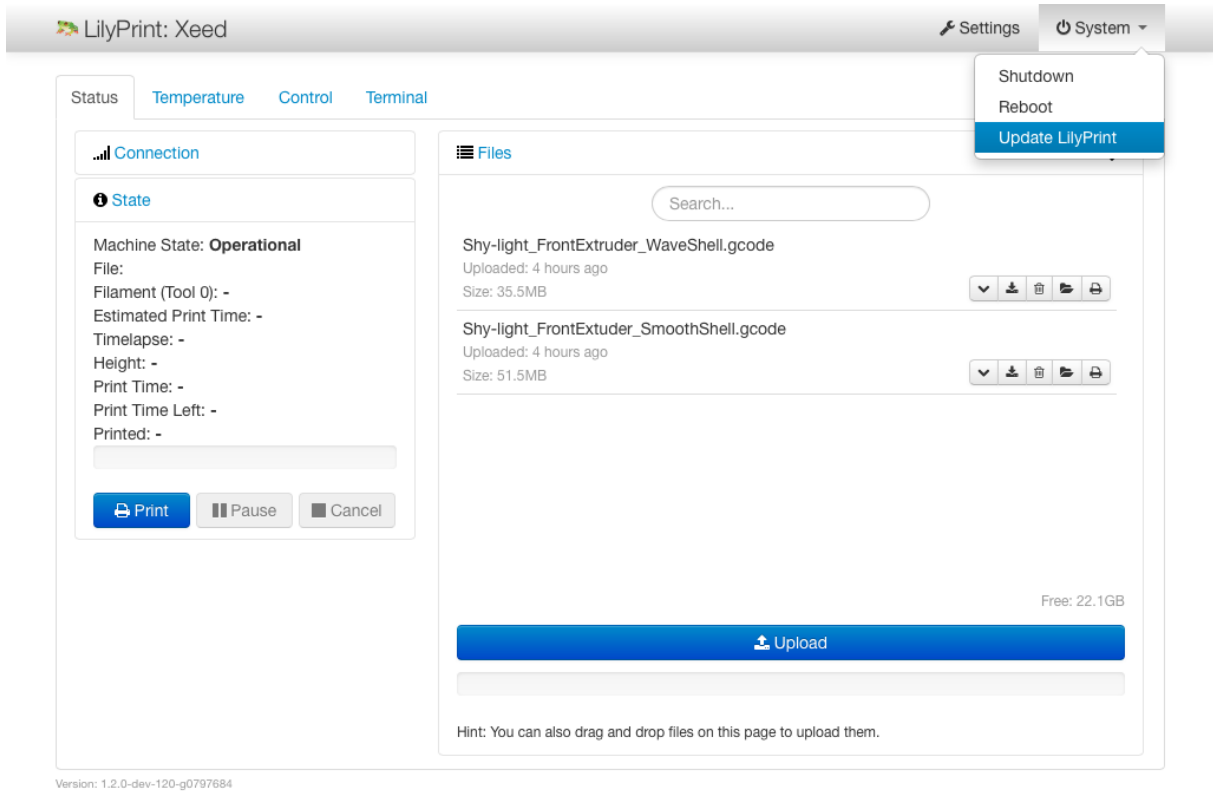 LilyPrint: Xeed
Settings
System
Shutdown
Reboot
Update LilyPrint
Status
Temperature
Control
Terminal
Connection
State
Machine State: Operational
File:
Filament (Tool 0): -
Estimated Print Time: -
Timelapse: -
Height: -
Print Time: -
Print Time Left: -
Printed: -
Print
Pause
Cancel
Files
Search...
Shy-light_FrontExtruder_WaveShell.gcode
Uploaded: 4 hours ago
Size: 35.5MB
Shy-light_FrontExtuder_SmoothShell.gcode
Uploaded: 4 hours ago
Size: 51.5MB
Free: 22.1GB
Upload
Hint: You can also drag and drop files on this page to upload them.
Version: 1.2.0-dev-120-g0797684